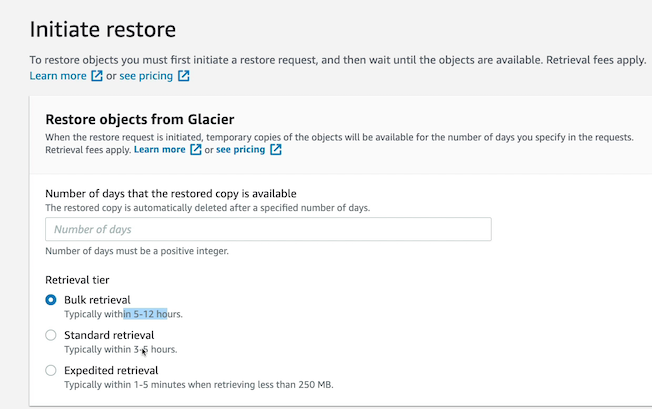 Initiate restore
To restore objects you must first initiate a restore request, and then wait until the objects are available. Retrieval fees apply.
Learn more or see pricing
Restore objects from Glacier
When the restore request is initiated, temporary copies of the objects will be available for the number of days you specify in the requests.
Retrieval fees apply. Learn more or see pricing
Number of days that the restored copy is available
The restored copy is automatically deleted after a specified number of days.
Number of days
Number of days must be a positive integer.
Retrieval tier
Bulk retrieval
Typically within 5-12 hours.
Standard retrieval
Typically within 3-5 hours.
Expedited retrieval
Typically within 1-5 minutes when retrieving less than 250 MB.